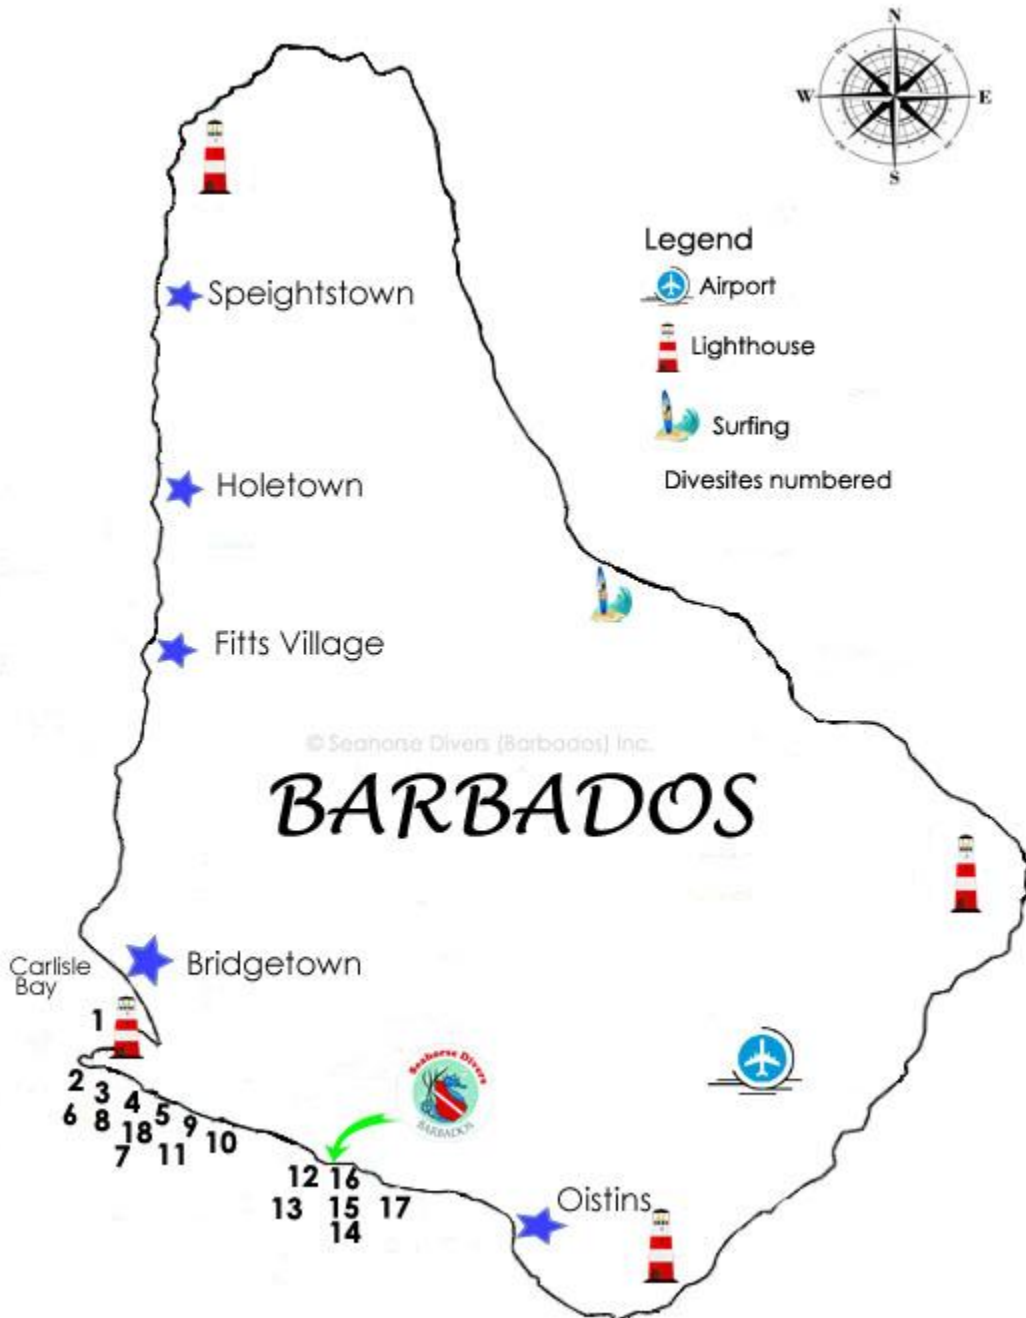 N
W
E
S
Legend
Airport
Lighthouse
Surfing
Divesites numbered
Speightstown
Holetown
Fitts Village
© Seahorse Divers (Barbados) Inc.
BARBADOS
Carlisle
Bay
Bridgetown
1
Seahorse Divers
BARBADOS
2 3 4 5 9 10
6 8 18 11
7
12 16
13 15 17
14
Oistins